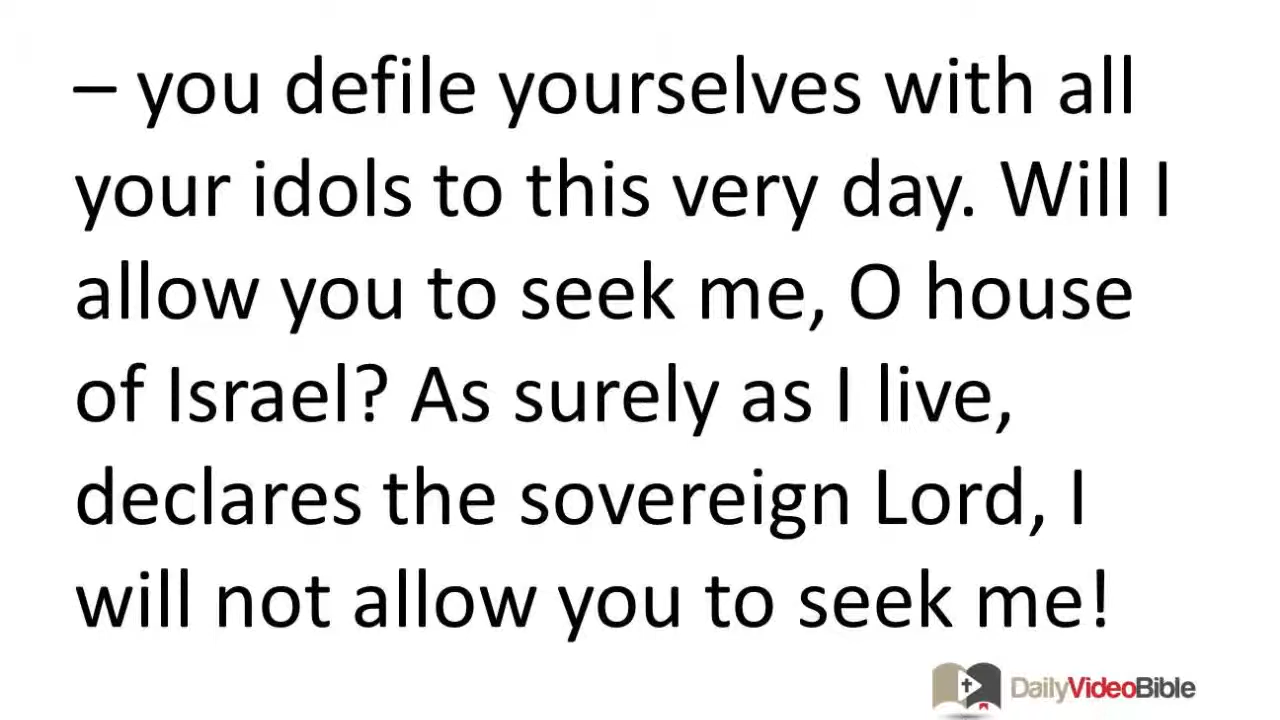 – you defile yourselves with all
your idols to this very day. Will I
allow you to seek me, O house
of Israel? As surely as I live,
declares the sovereign Lord, I
will not allow you to seek me!
DailyVideoBible